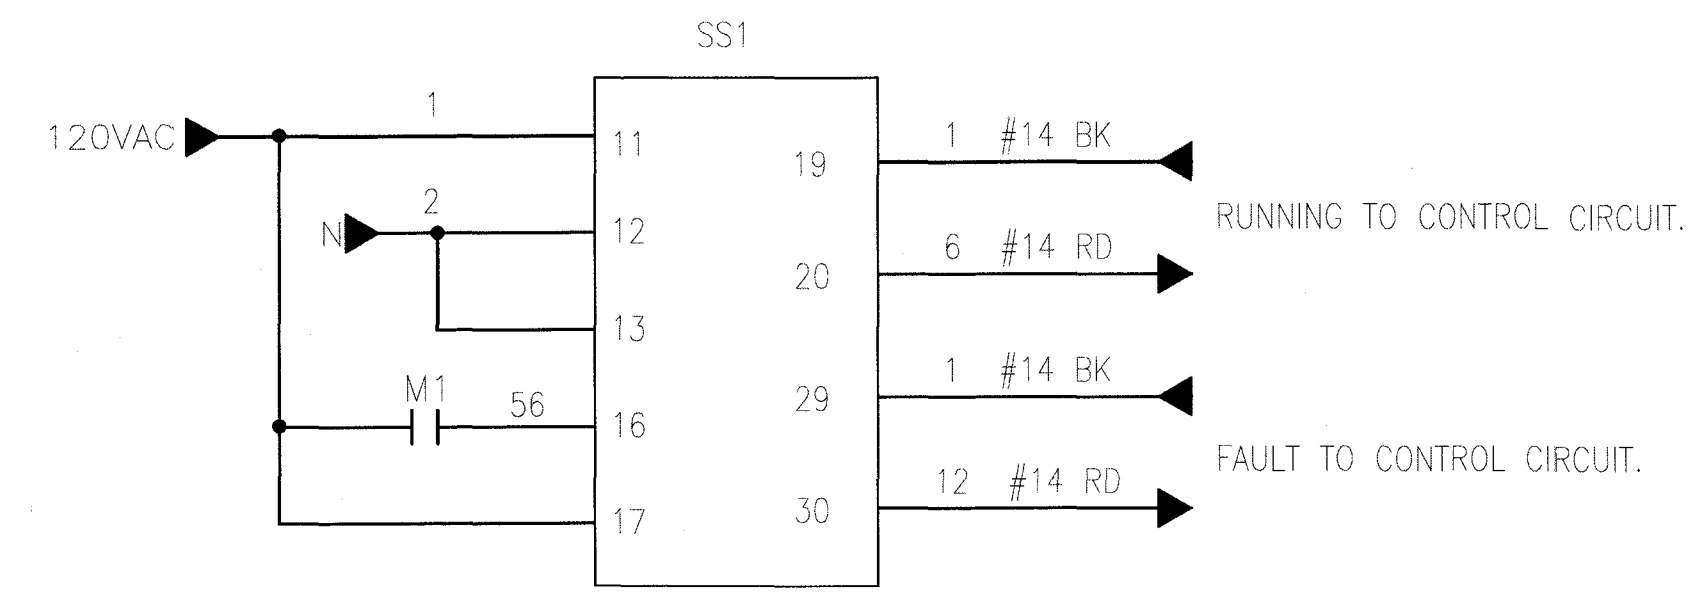 SS1
1
120VAC
11
1 #14 BK
19
2
N
12
RUNNING TO CONTROL CIRCUIT.
6 #14 RD
20
13
M1
56
16
1 #14 BK
29
FAULT TO CONTROL CIRCUIT.
12 #14 RD
30
17